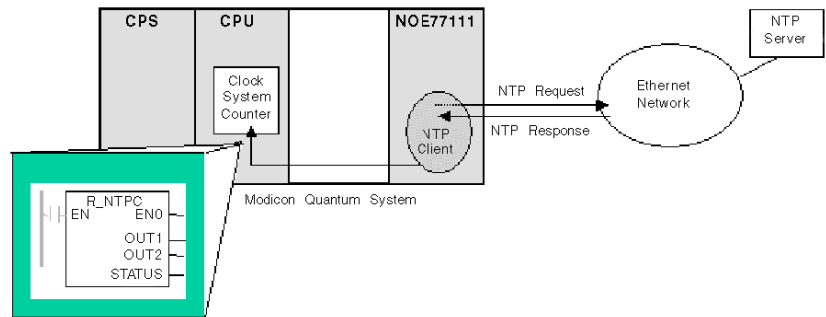 CPS
CPU
NOE77111
NTP
Server
Clock
System
Counter
NTP Request
Ethernet
Network
NTP Response
NTP
Client
Modicon Quantum System
R_NTPC
EN
EN0
OUT1
OUT2
STATUS